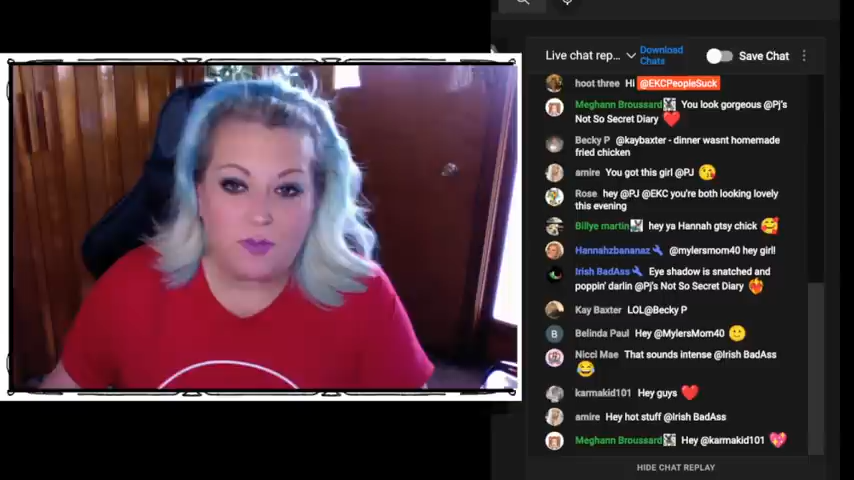 Live chat rep...
Download
Chats
Save Chat
hoot three Hi @EKCPeopleSuck
Meghann Broussard You look gorgeous @Pj's
Not So Secret Diary
Becky P @kaybaxter - dinner wasnt homemade
fried chicken
amire You got this girl @PJ
Rose hey @PJ @EKC you're both looking lovely
this evening
Billye martin hey ya Hannah gtsy chick
Hannahzbananaz @mylersmom40 hey girl!
Irish BadAss Eye shadow is snatched and
poppin' darlin @Pj's Not So Secret Diary
Kay Baxter LOL@Becky P
B
Belinda Paul Hey @MylersMom40
Nicci Mae That sounds intense @Irish BadAss
karmakid101 Hey guys
amire Hey hot stuff @Irish BadAss
Meghann Broussard Hey @karmakid101
HIDE CHAT REPLAY